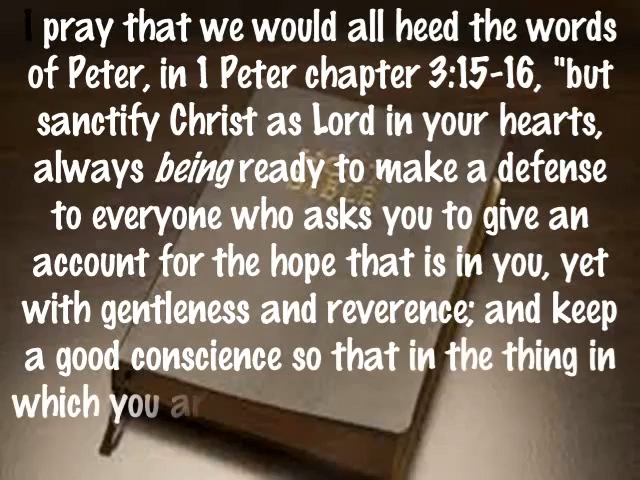 I pray that we would all heed the words
of Peter, in 1 Peter chapter 3:15-16, "but
sanctify Christ as Lord in your hearts,
always being ready to make a defense
to everyone who asks you to give an
account for the hope that is in you, yet
with gentleness and reverence; and keep
a good conscience so that in the thing in
which you ar
BIBLE